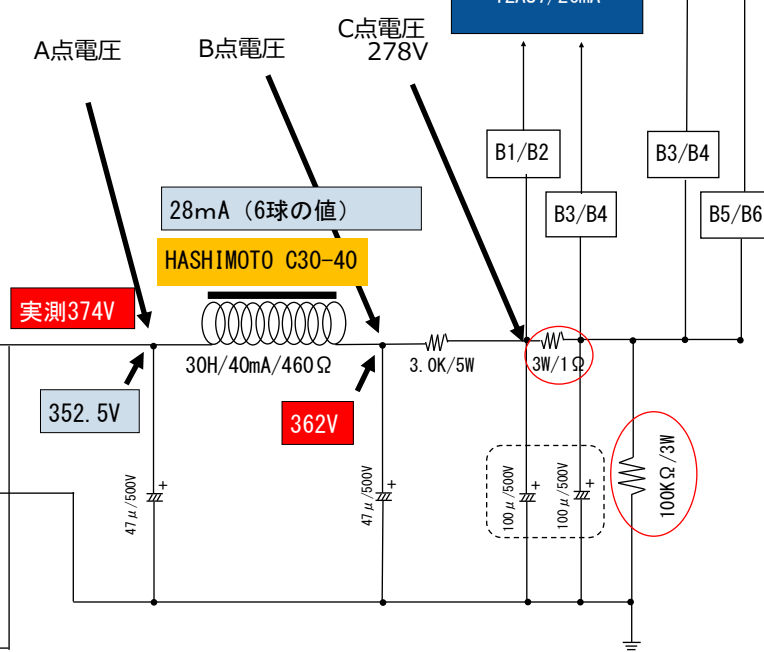 A点電圧
B点電圧
C点電圧
278V
B1/B2
B3/B4
B3/B4
B5/B6
28mA（6球の値）
HASHIMOTO C30-40
実測374V
30H/40mA/460Ω
3.0K/5W
3W/1Ω
352.5V
362V
47μ/500V
47μ/500V
100μ/500V
100μ/500V
100KΩ/3W
+
+
+
+